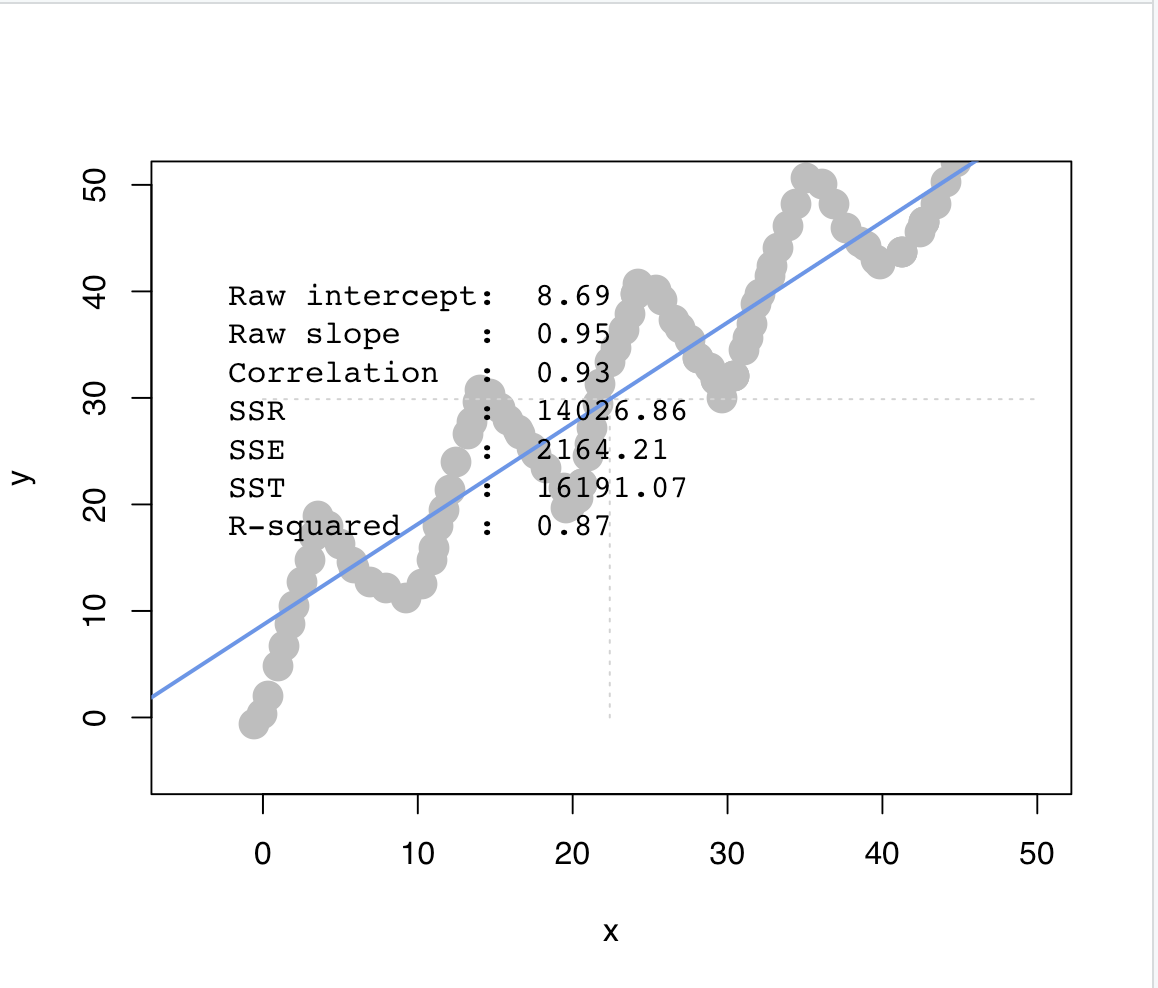 50
40
30
20
10
0
y
Raw intercept: 8.69
Raw slope : 0.95
Correlation : 0.93
SSR : 14026.86
SSE : 2164.21
SST : 16191.07
R-squared : 0.87
0 10 20 30 40 50
x